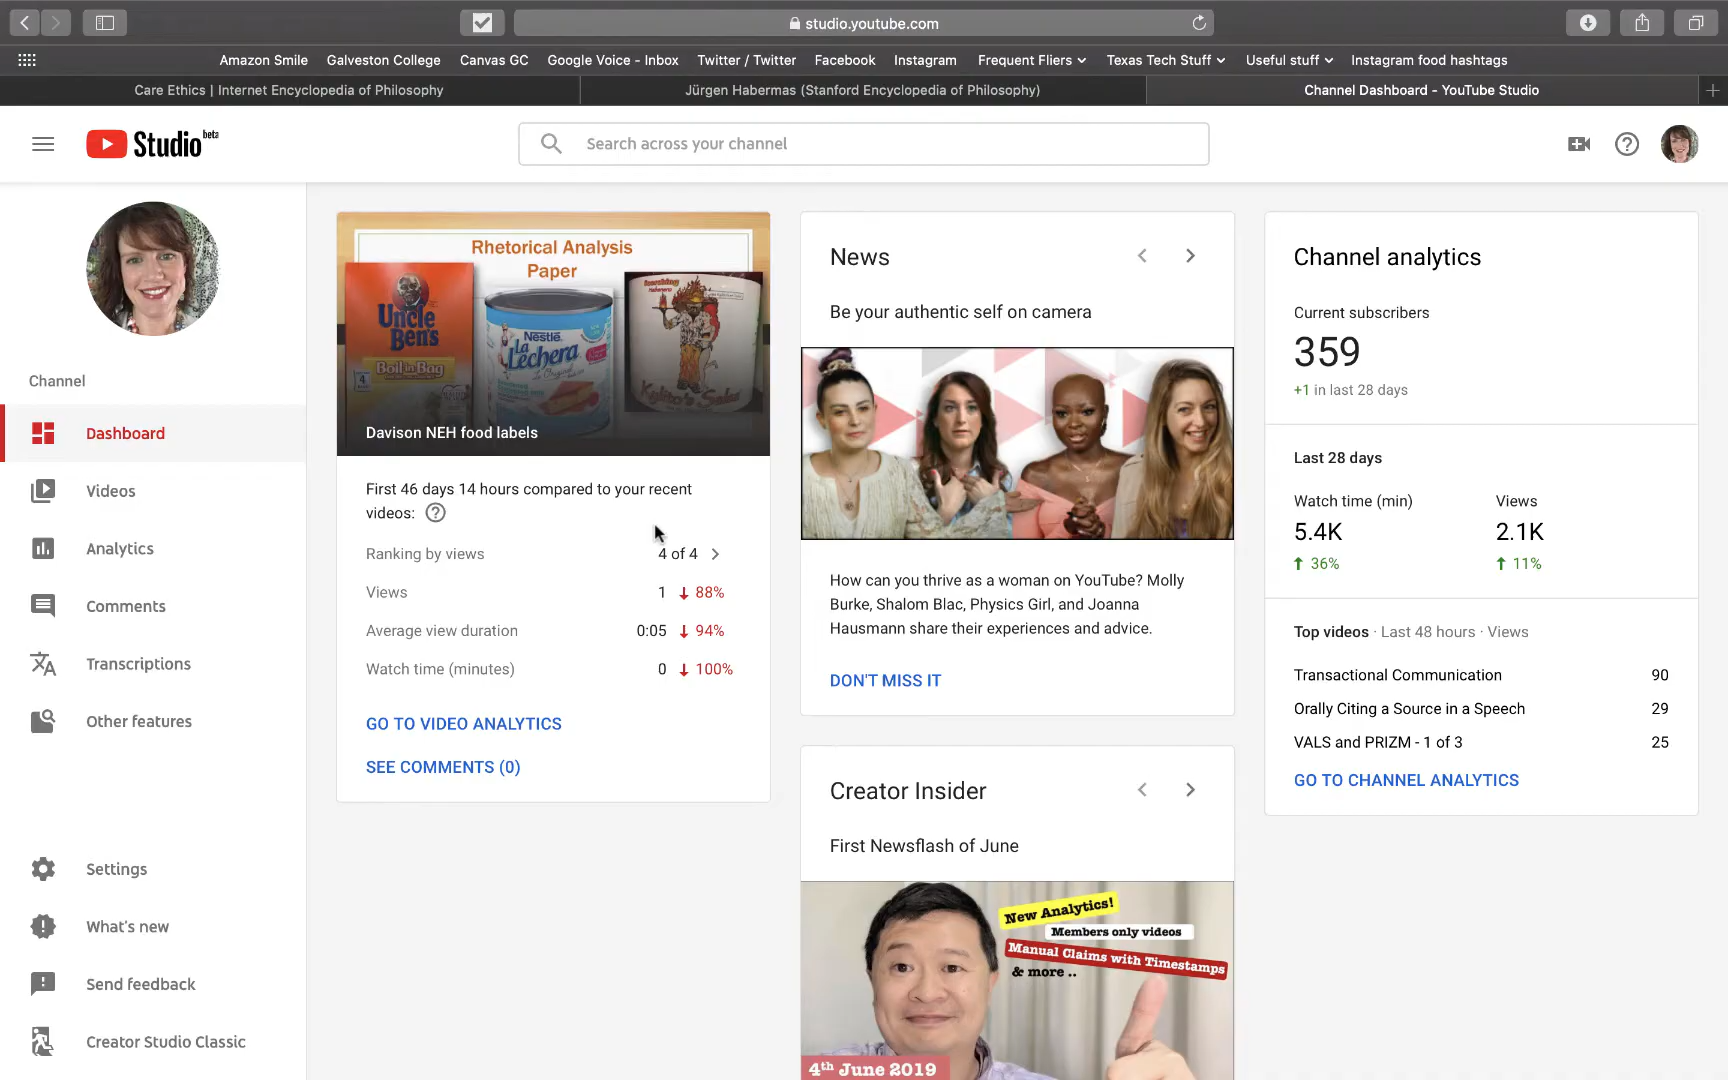 studio.youtube.com
Amazon Smile
Galveston College
Canvas GC
Google Voice - Inbox
Twitter / Twitter
Facebook
Instagram
Frequent Fliers
Texas Tech Stuff
Useful stuff
Instagram food hashtags
Care Ethics | Internet Encyclopedia of Philosophy
Jürgen Habermas (Stanford Encyclopedia of Philosophy)
Channel Dashboard - YouTube Studio
Studio beta
Search across your channel
Channel
Dashboard
Videos
Analytics
Comments
Transcriptions
Other features
Settings
What's new
Send feedback
Creator Studio Classic
Rhetorical Analysis
Paper
Uncle
Ben's
Boil in Bag
4
Nestlé
La
Lechera
Kylito's Salsa
Davison NEH food labels
First 46 days 14 hours compared to your recent
videos:
Ranking by views 4 of 4
Views 1 88%
Average view duration 0:05 94%
Watch time (minutes) 0 100%
GO TO VIDEO ANALYTICS
SEE COMMENTS (0)
News
Be your authentic self on camera
How can you thrive as a woman on YouTube? Molly
Burke, Shalom Blac, Physics Girl, and Joanna
Hausmann share their experiences and advice.
DON'T MISS IT
Creator Insider
First Newsflash of June
New Analytics!
Members only videos
Manual Claims with Timestamps
& more ..
4th June 2019
Channel analytics
Current subscribers
359
+1 in last 28 days
Last 28 days
Watch time (min) Views
5.4K 2.1K
36% 11%
Top videos · Last 48 hours · Views
Transactional Communication 90
Orally Citing a Source in a Speech 29
VALS and PRIZM - 1 of 3 25
GO TO CHANNEL ANALYTICS